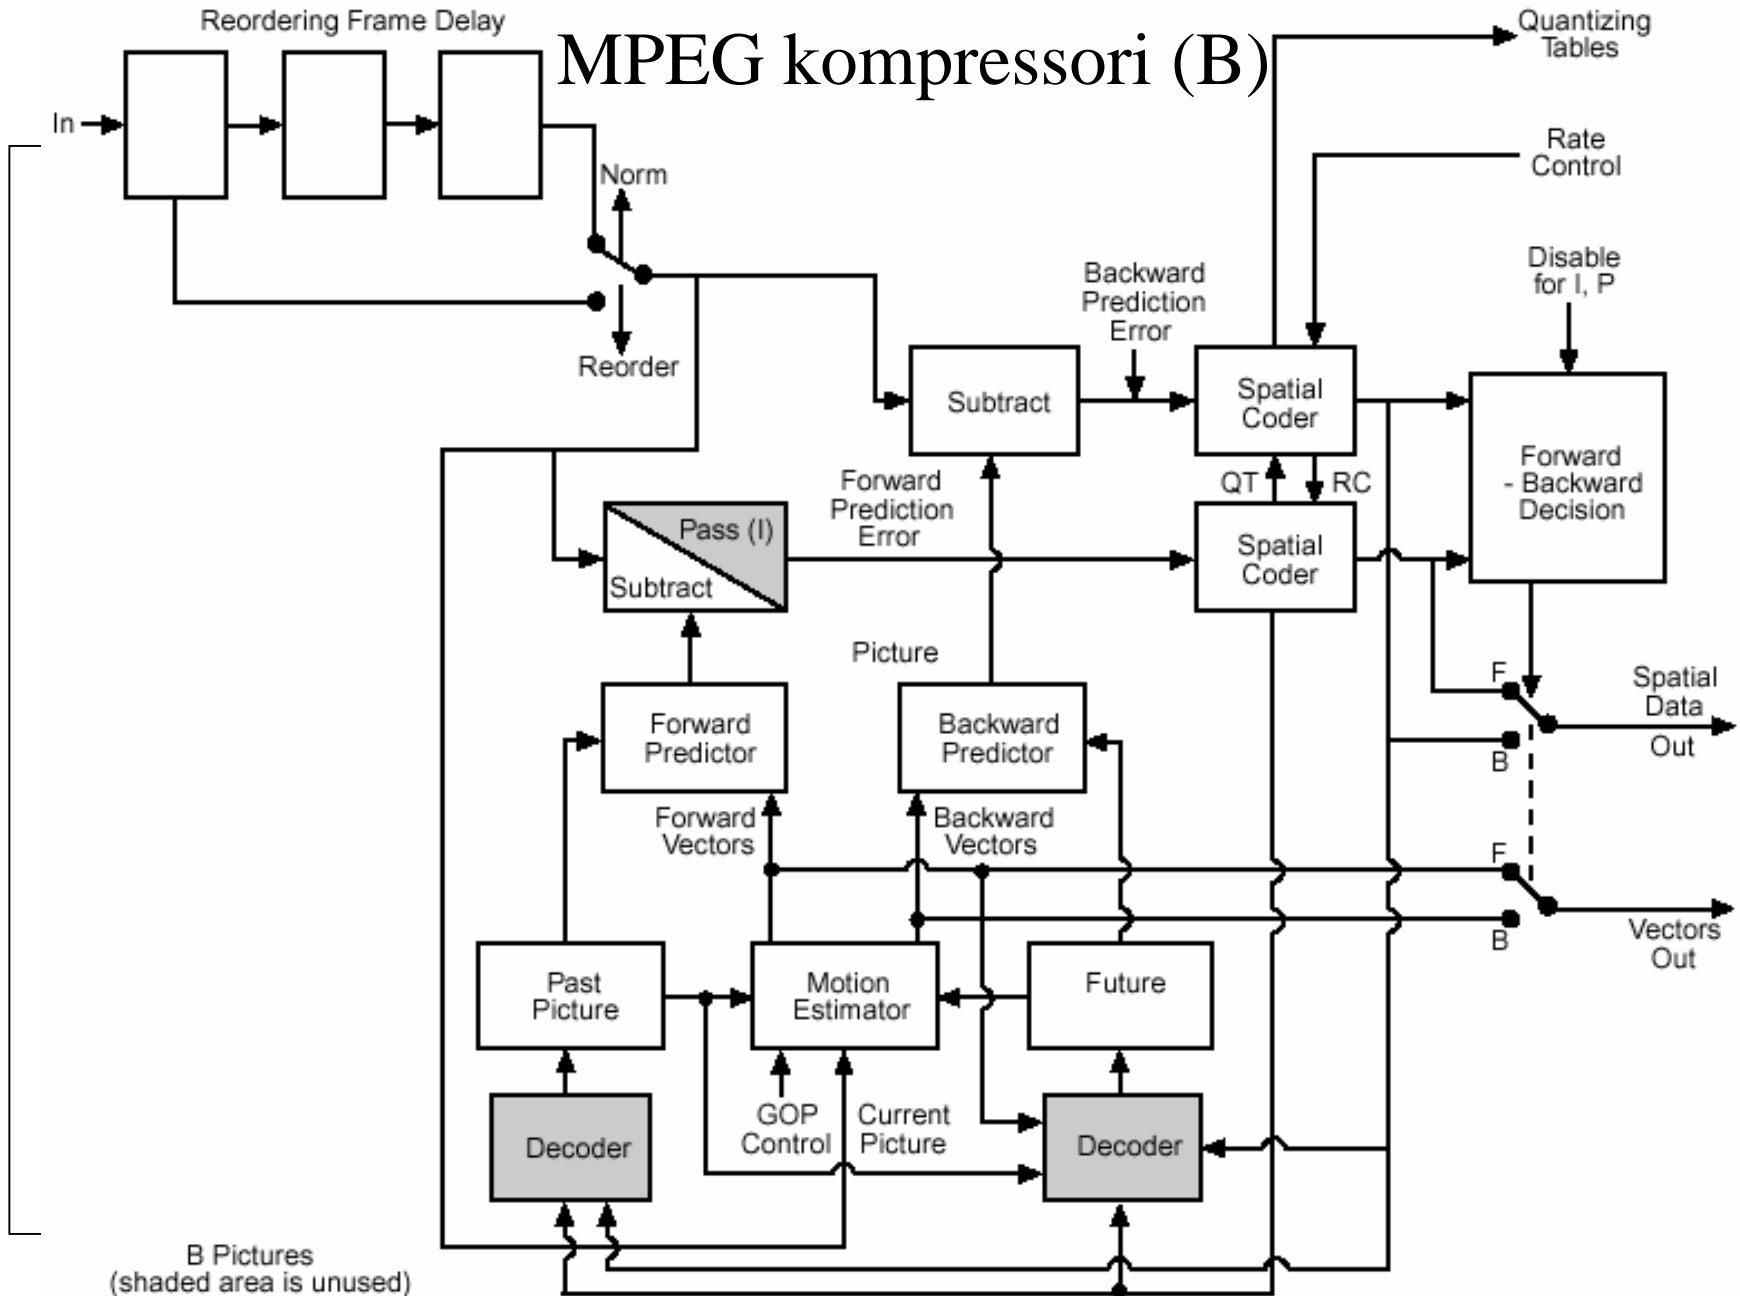 Reordering Frame Delay
MPEG kompressori (B)
Quantizing
Tables
In
Rate
Control
Norm
Reorder
Backward
Prediction
Error
Disable
for I, P
Subtract
Spatial
Coder
Forward
- Backward
Decision
QT
RC
Forward
Prediction
Error
Pass (I)
Subtract
Spatial
Coder
Picture
Forward
Predictor
Backward
Predictor
F
B
Spatial
Data
Out
Forward
Vectors
Backward
Vectors
F
B
Vectors
Out
Past
Picture
Motion
Estimator
Future
Decoder
GOP
Control
Current
Picture
Decoder
B Pictures
(shaded area is unused)